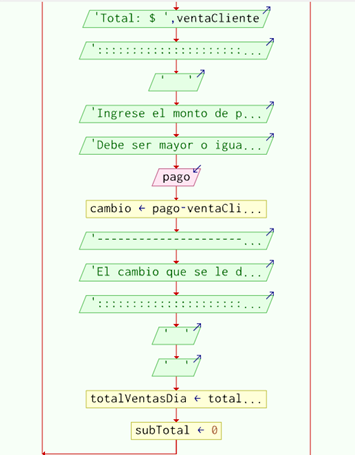 'Total: $ ',ventaCliente
':::::::::::::::::::::...
'   '
'Ingrese el monto de p...
'Debe ser mayor o igua...
pago
cambio ← pago-ventaCli...
'---------------------...
'El cambio que se le d...
':::::::::::::::::::::...
'   '
'   '
totalVentasDia ← total...
subTotal ← 0